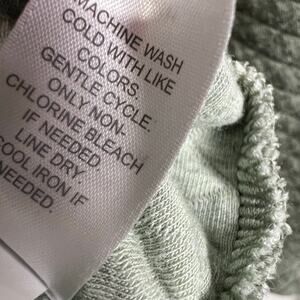 MACHINE WASH
COLD WITH LIKE
COLORS.
GENTLE CYCLE.
ONLY NON-
CHLORINE BLEACH
IF NEEDED.
LINE DRY
COOL IRON IF
NEEDED.